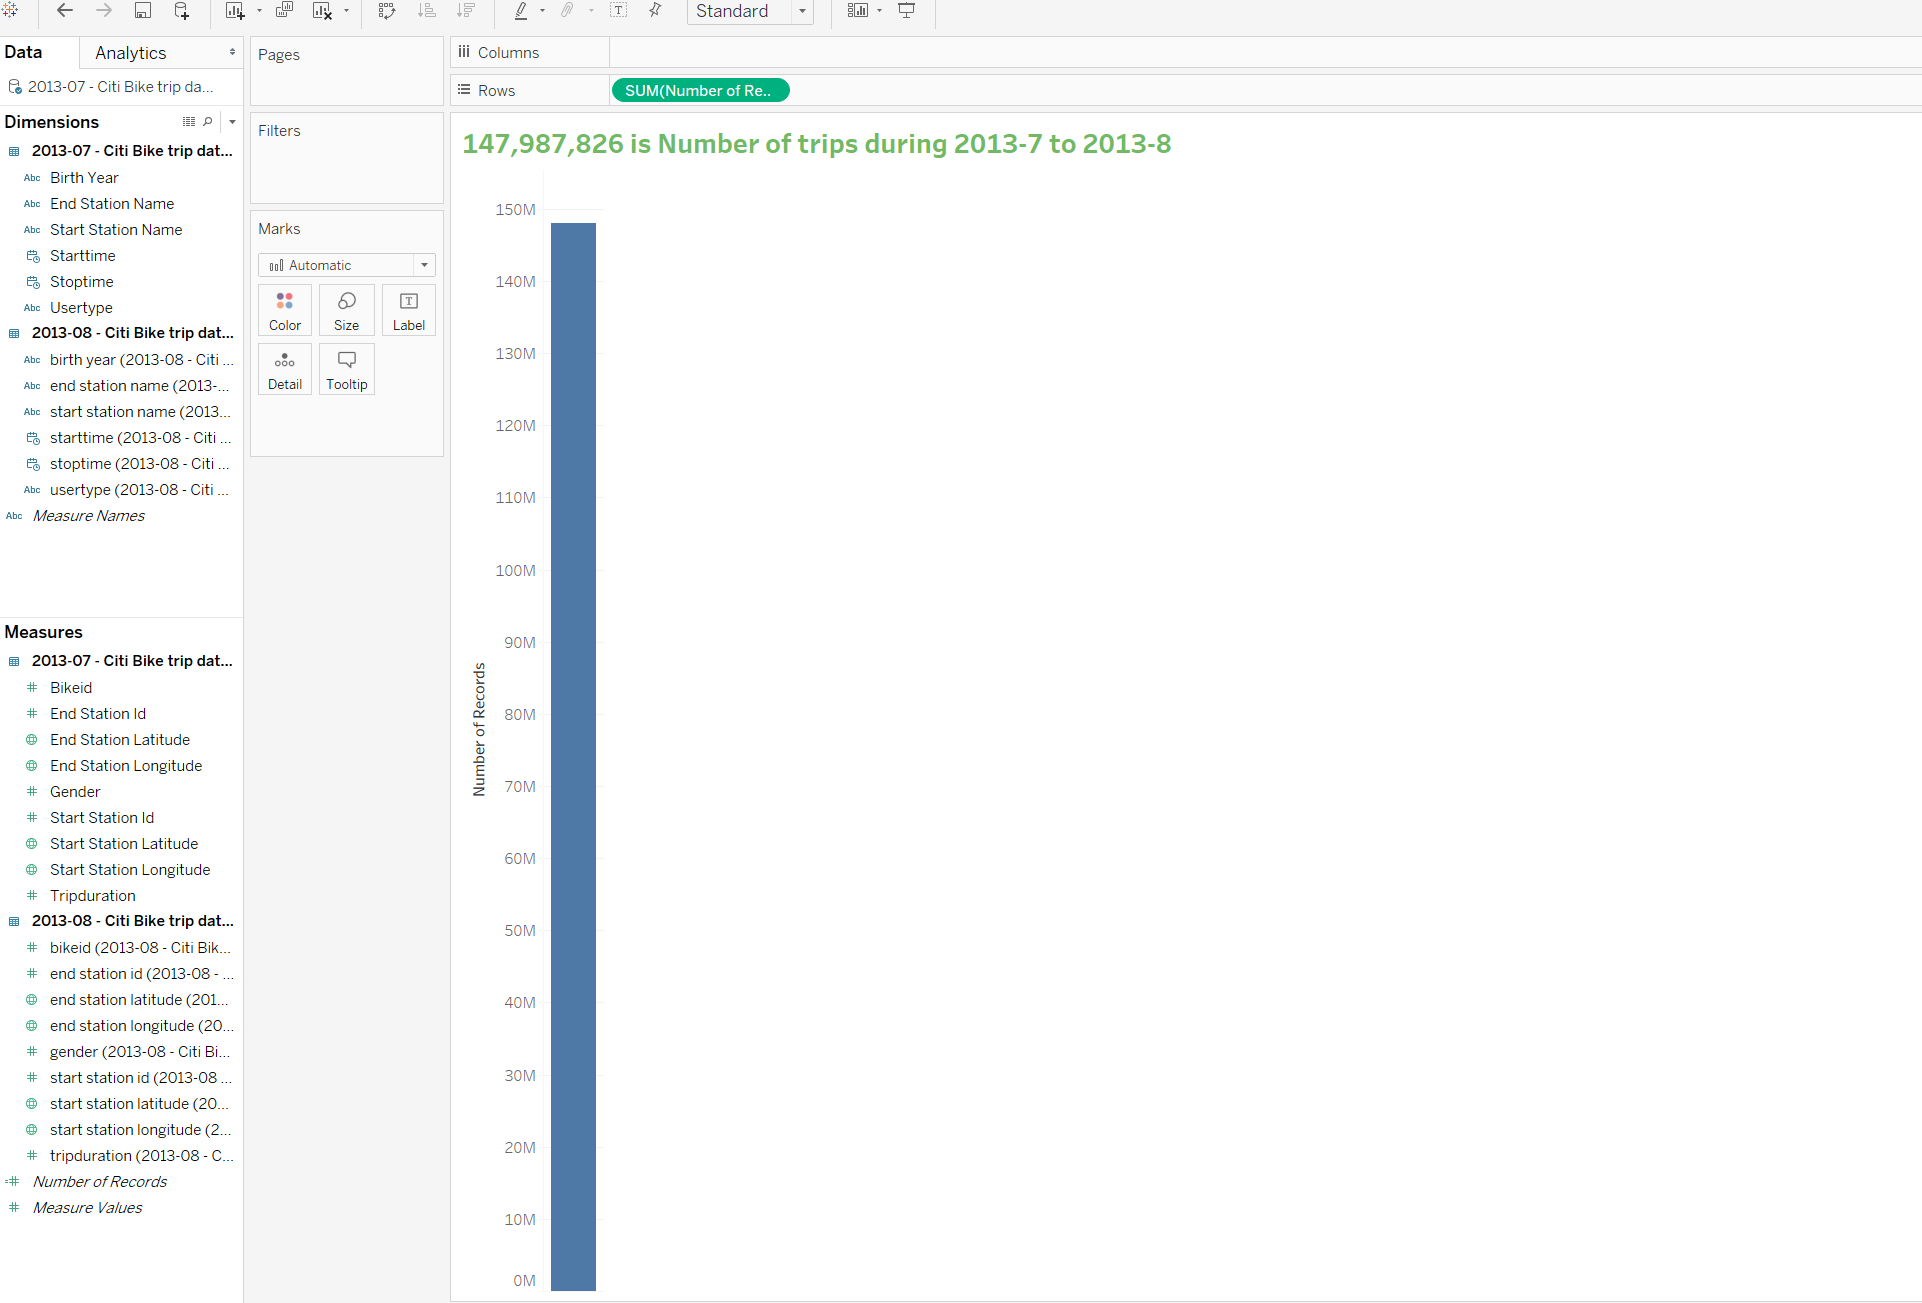 Standard
Data
Analytics
2013-07 - Citi Bike trip da...
Dimensions
2013-07 - Citi Bike trip dat...
Abc Birth Year
Abc End Station Name
Abc Start Station Name
Starttime
Stoptime
Abc Usertype
2013-08 - Citi Bike trip dat...
Abc birth year (2013-08 - Citi ...
Abc end station name (2013-...
Abc start station name (2013...
starttime (2013-08 - Citi ...
stoptime (2013-08 - Citi ...
Abc usertype (2013-08 - Citi ...
Abc Measure Names
Measures
2013-07 - Citi Bike trip dat...
# Bikeid
# End Station Id
End Station Latitude
End Station Longitude
# Gender
# Start Station Id
Start Station Latitude
Start Station Longitude
# Tripduration
2013-08 - Citi Bike trip dat...
# bikeid (2013-08 - Citi Bik...
# end station id (2013-08 - ...
end station latitude (201...
end station longitude (20...
# gender (2013-08 - Citi Bi...
# start station id (2013-08 ...
start station latitude (20...
start station longitude (2...
# tripduration (2013-08 - C...
=# Number of Records
# Measure Values
Pages
Filters
Marks
Automatic
Color
Size
T
Label
Detail
Tooltip
Columns
Rows
SUM(Number of Re..
147,987,826 is Number of trips during 2013-7 to 2013-8
Number of Records
150M
140M
130M
120M
110M
100M
90M
80M
70M
60M
50M
40M
30M
20M
10M
0M